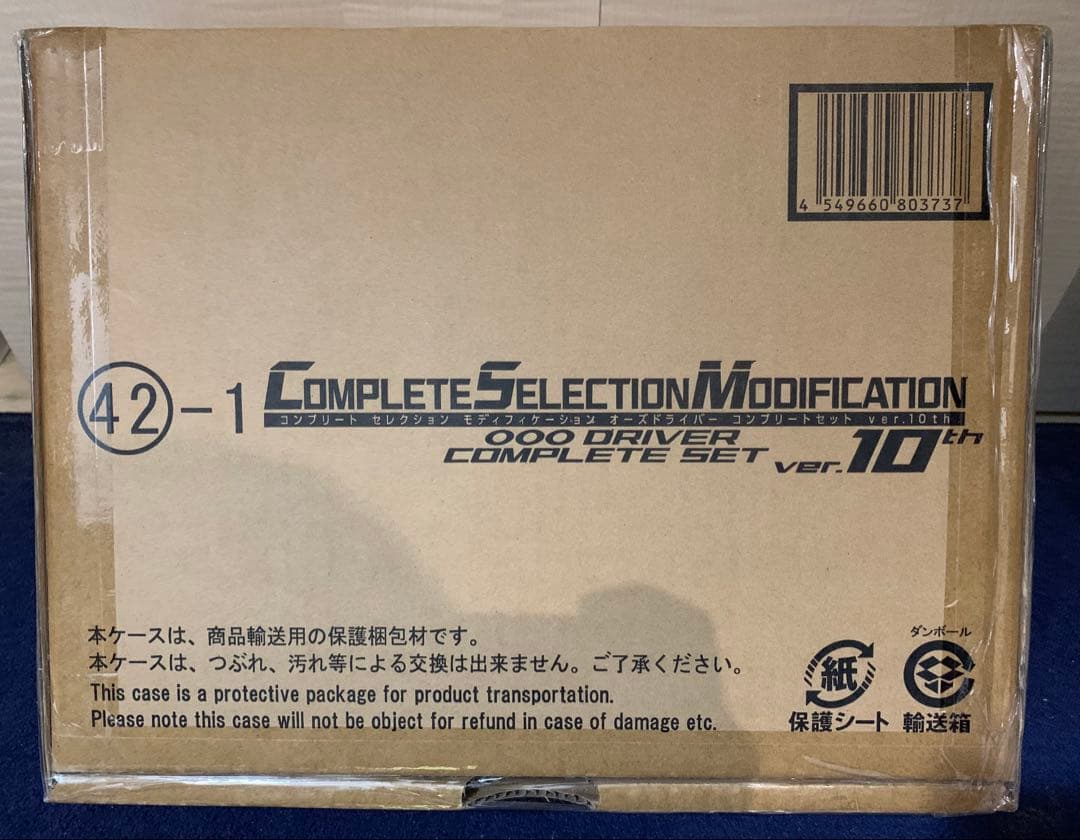 4 549660 803737
42-1
COMPLETE SELECTION MODIFICATION
コンプリート セレクション モディフィケーション オーズドライバー コンプリートセット ver.10th
OOO DRIVER
COMPLETE SET ver.10th
本ケースは、商品輸送用の保護梱包材です。
本ケースは、つぶれ、汚れ等による交換は出来ません。ご了承ください。
This case is a protective package for product transportation.
Please note this case will not be object for refund in case of damage etc.
紙
保護シート
ダンボール
輸送箱